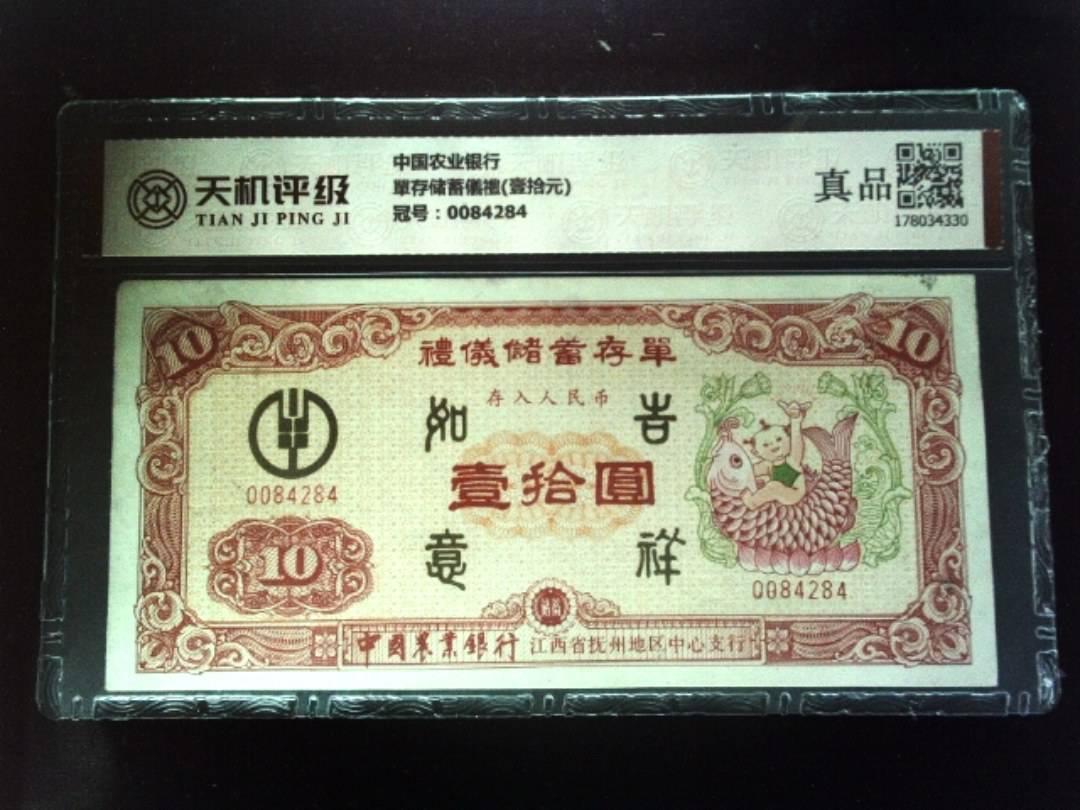 天机评级
TIAN JI PING JI
中国农业银行
單存储蓄儀禮(壹拾元)
冠号：0084284
真品
178034330
10
10
禮儀儲蓄存單
存入人民币
如
吉
壹拾圓
0084284
10
意
祥
0084284
中國農業銀行 江西省抚州地区中心支行